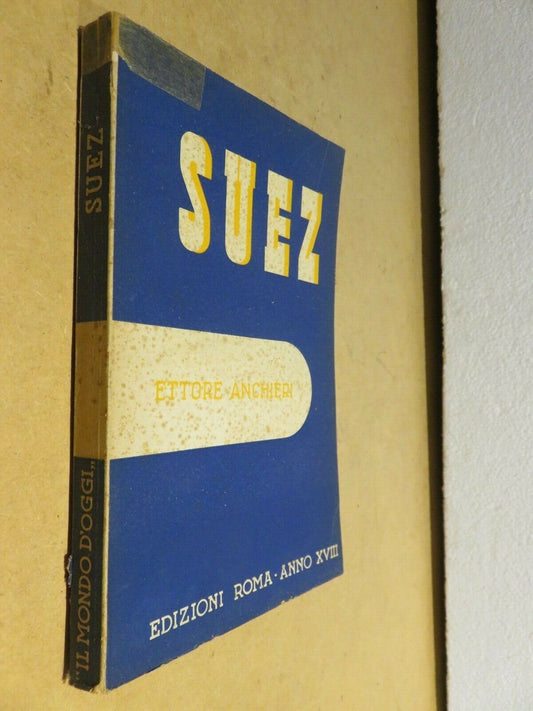 SUEZ
ETTORE ANCHIERI
EDIZIONI ROMA · ANNO XVIII
SUEZ
"IL MONDO D'OGGI„